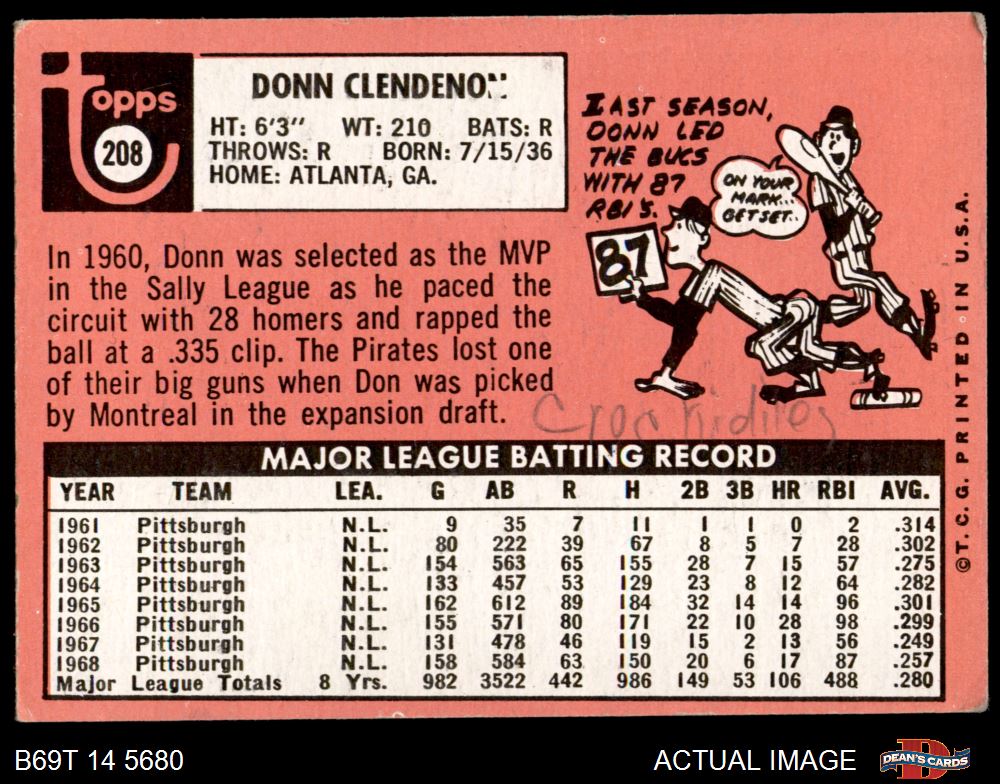 Topps
208
DONN CLENDENON
HT: 6'3" WT: 210 BATS: R
THROWS: R BORN: 7/15/36
HOME: ATLANTA, GA.
LAST SEASON,
DONN LED
THE BUCS
WITH 87
RBI'S.
ON YOUR
MARK...
GET SET..
87
In 1960, Donn was selected as the MVP
in the Sally League as he paced the
circuit with 28 homers and rapped the
ball at a .335 clip. The Pirates lost one
of their big guns when Don was picked
by Montreal in the expansion draft.
MAJOR LEAGUE BATTING RECORD
YEAR TEAM LEA. G AB R H 2B 3B HR RBI AVG.
1961 Pittsburgh N.L. 9 35 7 11 1 1 0 2 .314
1962 Pittsburgh N.L. 80 222 39 67 8 5 7 28 .302
1963 Pittsburgh N.L. 154 563 65 155 28 7 15 57 .275
1964 Pittsburgh N.L. 133 457 53 129 23 8 12 64 .282
1965 Pittsburgh N.L. 162 612 89 184 32 14 14 96 .301
1966 Pittsburgh N.L. 155 571 80 171 22 10 28 98 .299
1967 Pittsburgh N.L. 131 478 46 119 15 2 13 56 .249
1968 Pittsburgh N.L. 158 584 63 150 20 6 17 87 .257
Major League Totals 8 Yrs. 982 3522 442 986 149 53 106 488 .280
©T.C.G. PRINTED IN U.S.A.
B69T 14 5680
ACTUAL IMAGE
DEAN'S CARDS